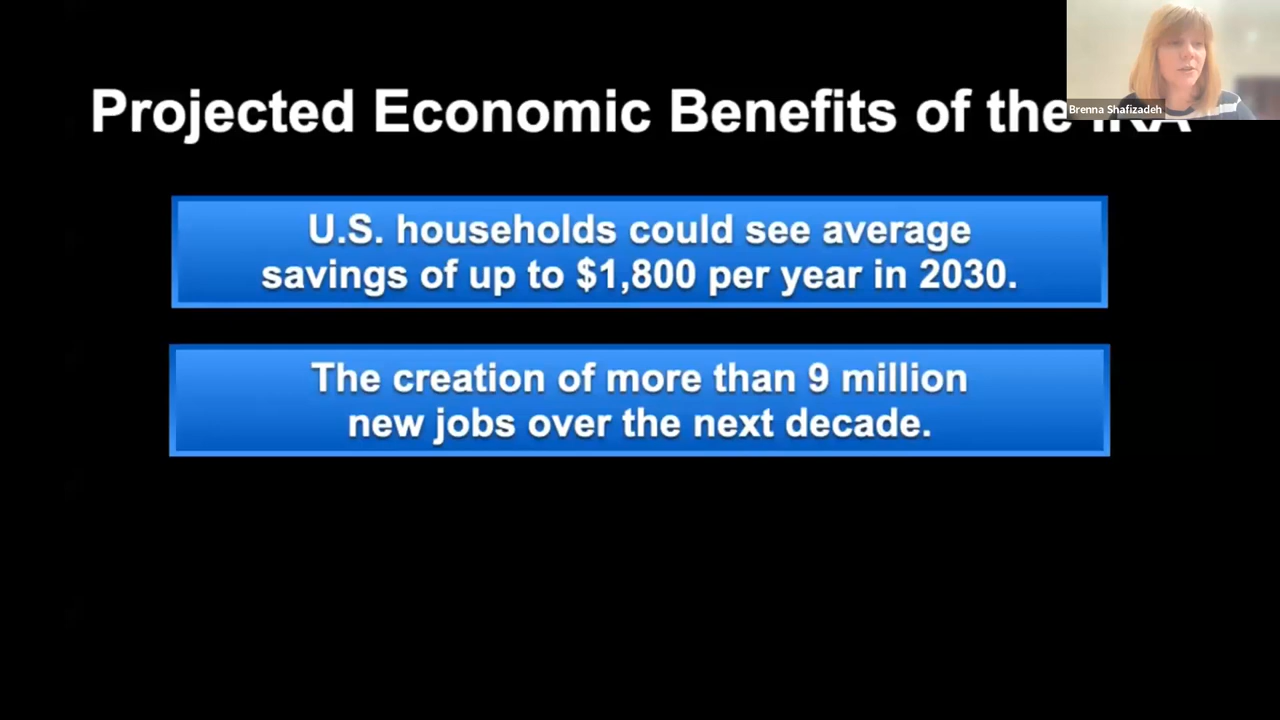 Projected Economic Benefits of the IRA
Brenna Shafizadeh
U.S. households could see average
savings of up to $1,800 per year in 2030.
The creation of more than 9 million
new jobs over the next decade.